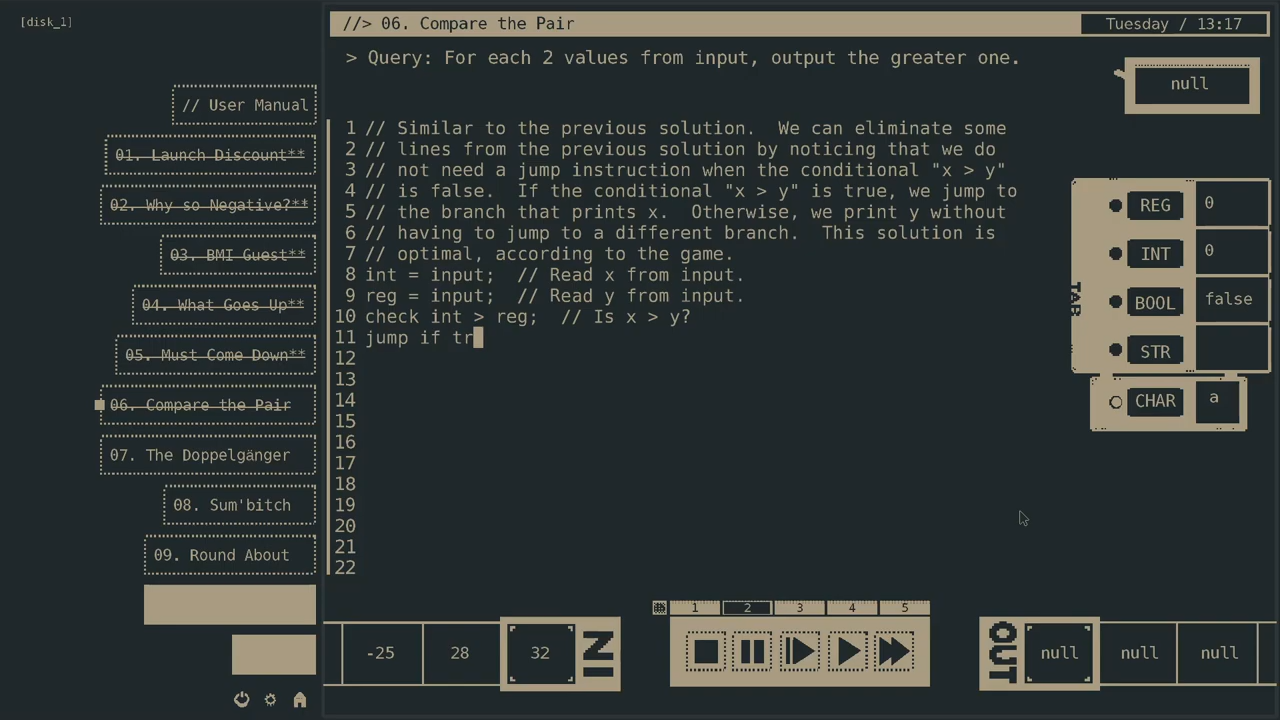 [disk_1]
//> 06. Compare the Pair
Tuesday / 13:17
> Query: For each 2 values from input, output the greater one.
null
// User Manual
01. Launch Discount**
02. Why so Negative?**
03. BMI Guest**
04. What Goes Up**
05. Must Come Down**
06. Compare the Pair
07. The Doppelgänger
08. Sum'bitch
09. Round About
1 // Similar to the previous solution.  We can eliminate some
2 // lines from the previous solution by noticing that we do
3 // not need a jump instruction when the conditional "x > y"
4 // is false.  If the conditional "x > y" is true, we jump to
5 // the branch that prints x.  Otherwise, we print y without
6 // having to jump to a different branch.  This solution is
7 // optimal, according to the game.
8 int = input;  // Read x from input.
9 reg = input;  // Read y from input.
10 check int > reg;  // Is x > y?
11 jump if tr
12
13
14
15
16
17
18
19
20
21
22
REG 0
INT 0
BOOL false
STR
CHAR a
-25 28 32 IN
1 2 3 4 5
OUT null null null